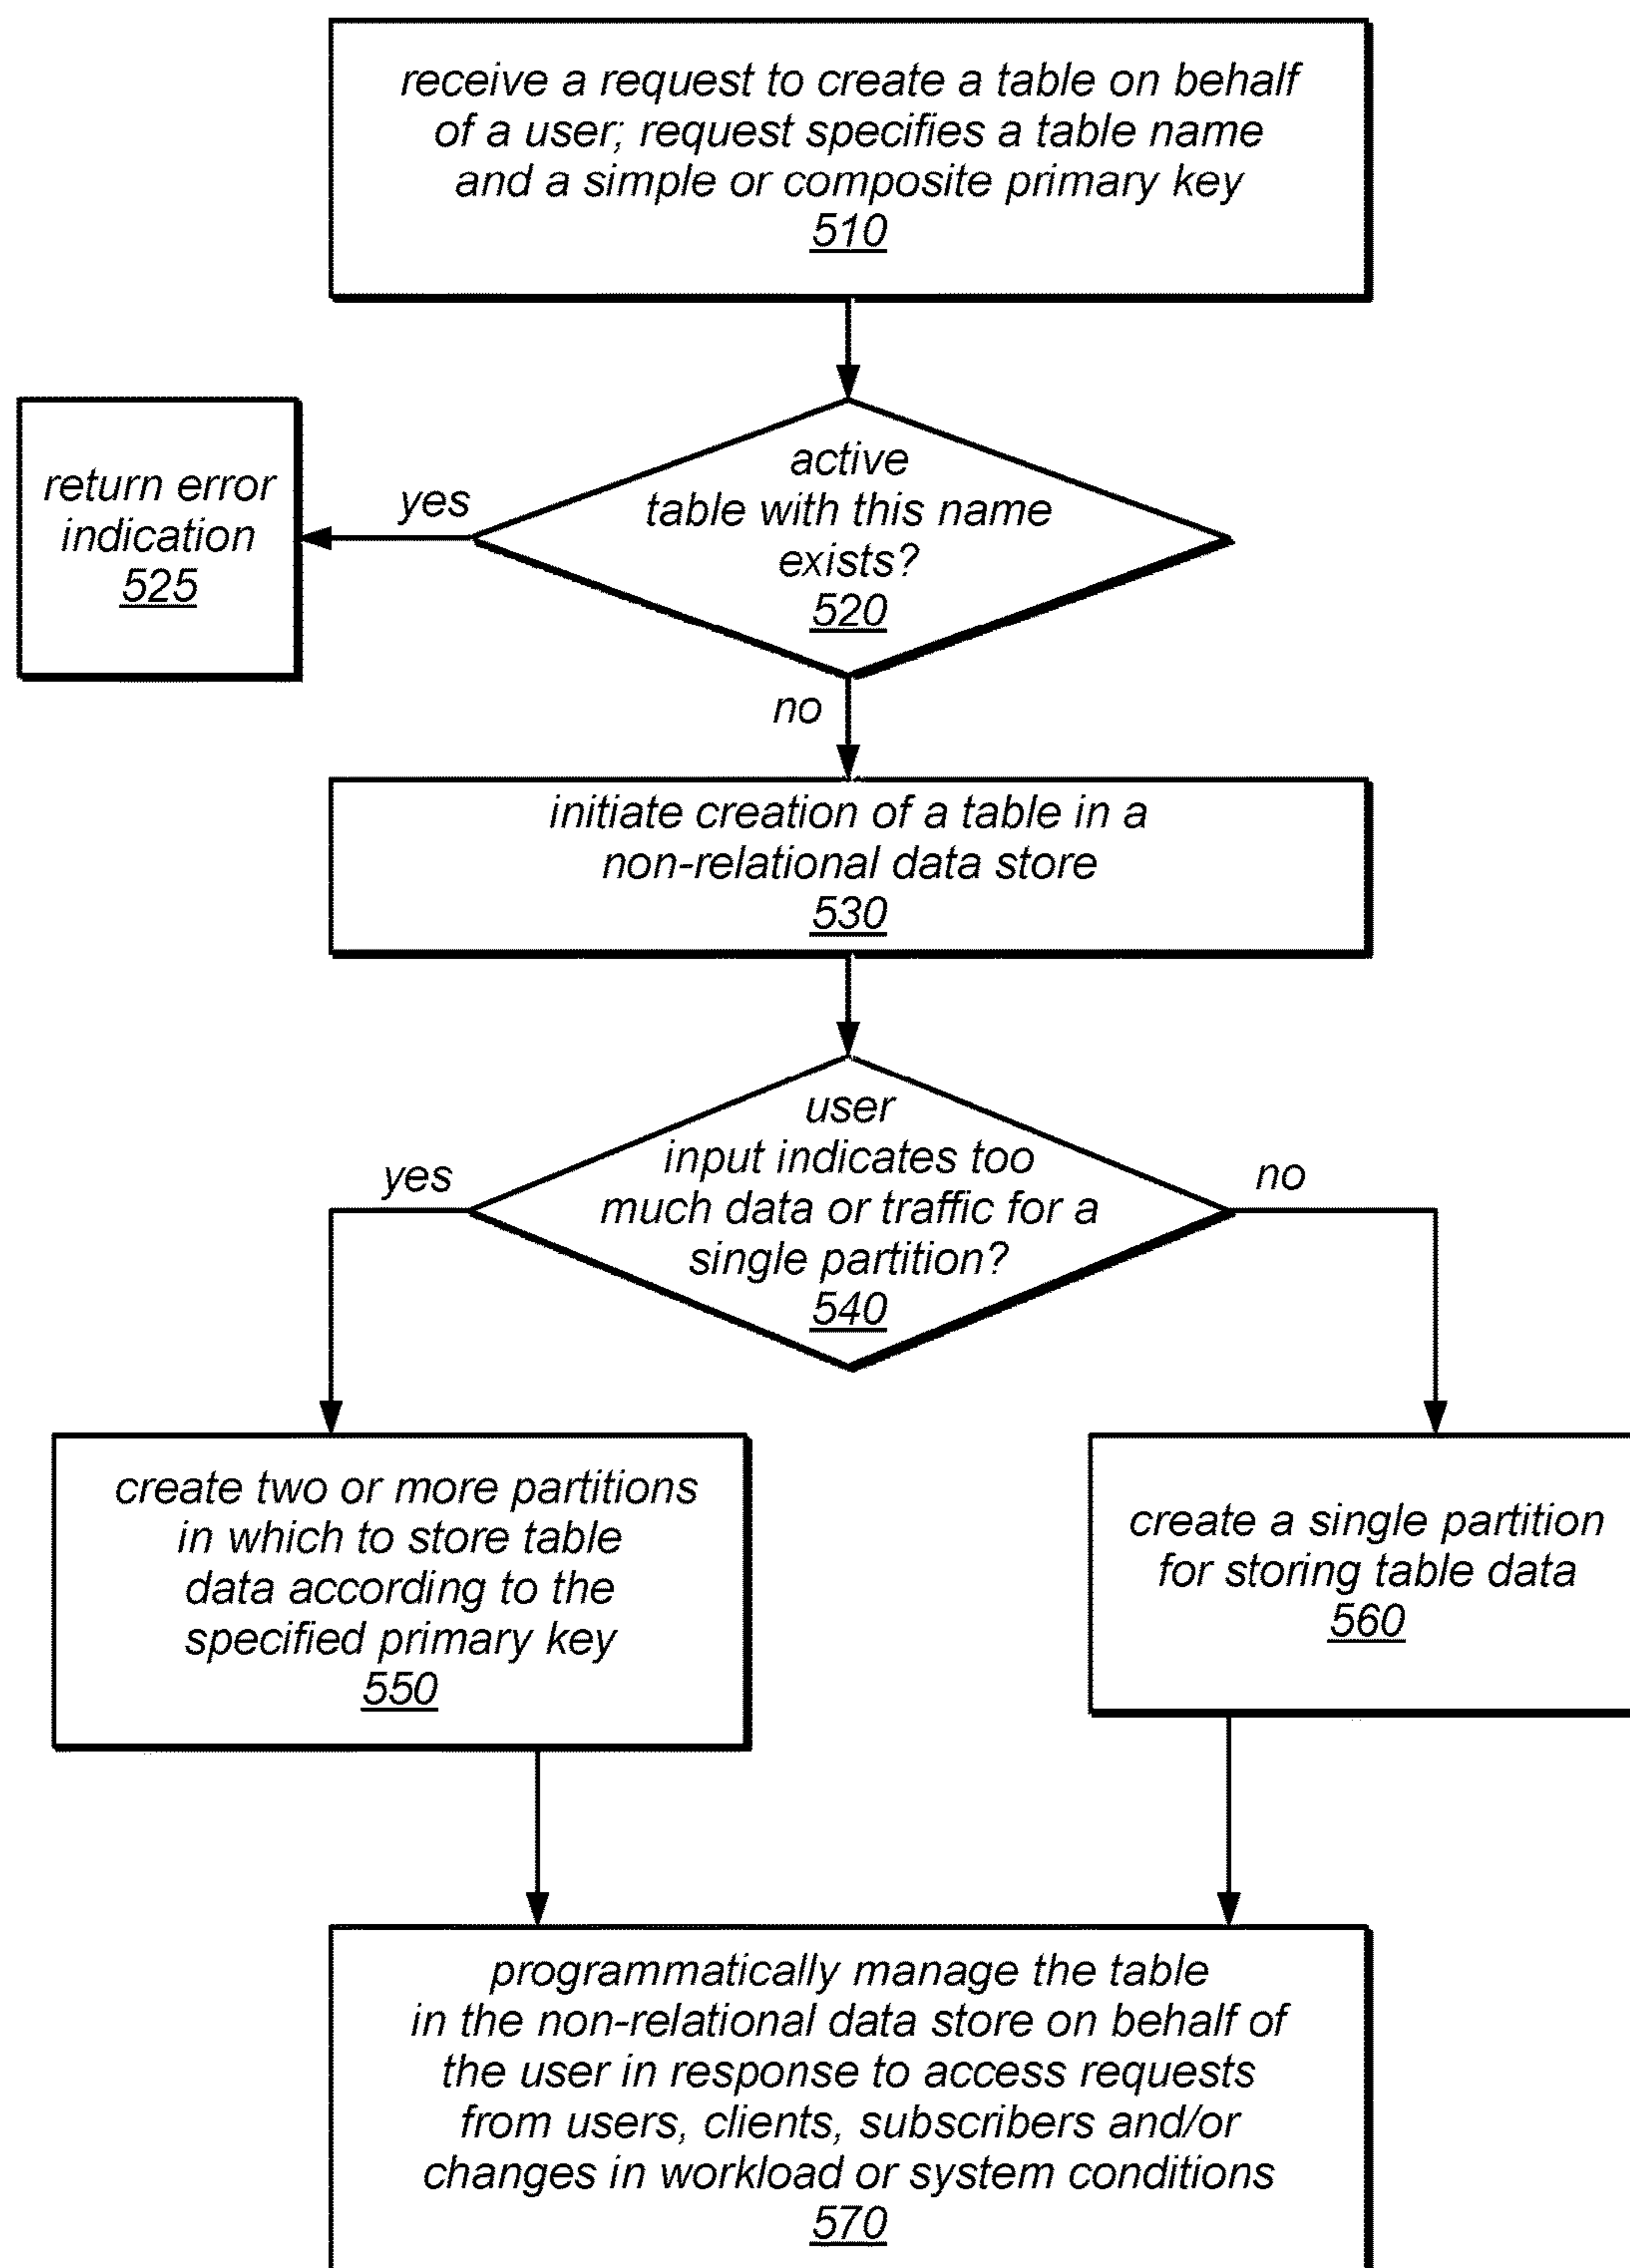 receive a request to create a table on behalf
of a user; request specifies a table name
and a simple or composite primary key
510
active
table with this name
exists?
520
yes
return error
indication
525
no
initiate creation of a table in a
non-relational data store
530
user
input indicates too
much data or traffic for a
single partition?
540
yes
no
create two or more partitions
in which to store table
data according to the
specified primary key
550
create a single partition
for storing table data
560
programmatically manage the table
in the non-relational data store on behalf of
the user in response to access requests
from users, clients, subscribers and/or
changes in workload or system conditions
570